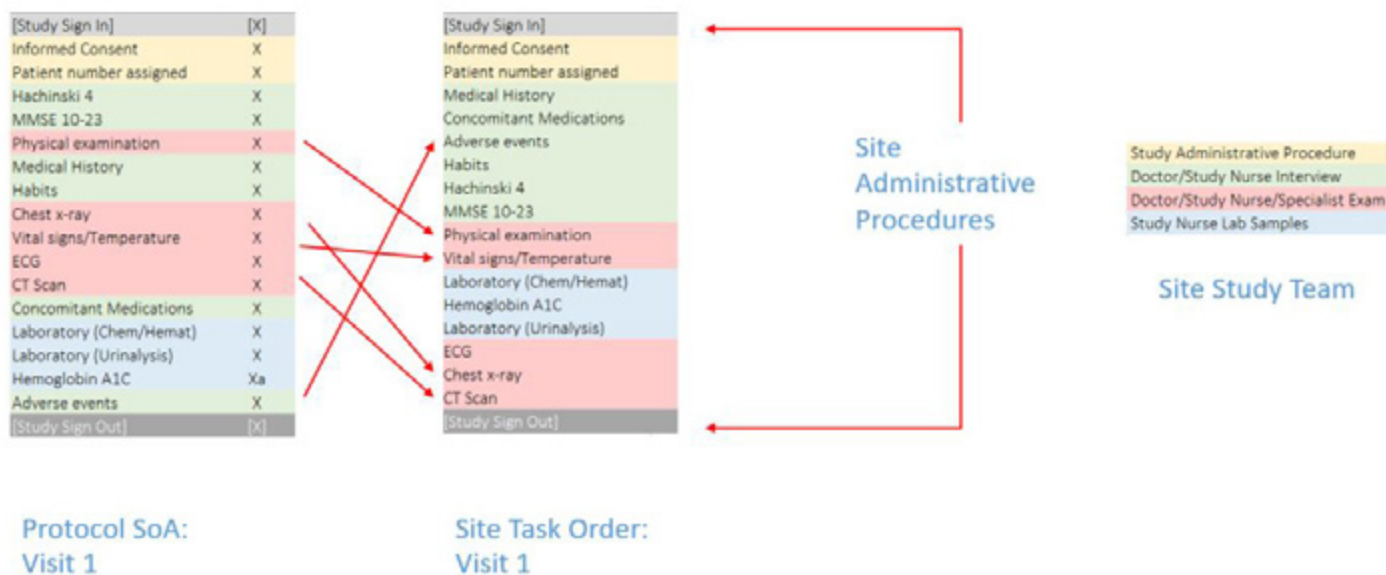 [Study Sign In] [X]
Informed Consent X
Patient number assigned X
Hachinski 4 X
MMSE 10-23 X
Physical examination X
Medical History X
Habits X
Chest x-ray X
Vital signs/Temperature X
ECG X
CT Scan X
Concomitant Medications X
Laboratory (Chem/Hemat) X
Laboratory (Urinalysis) X
Hemoglobin A1C Xa
Adverse events X
[Study Sign Out] [X]
Protocol SoA:
Visit 1
[Study Sign In]
Informed Consent
Patient number assigned
Medical History
Concomitant Medications
Adverse events
Habits
Hachinski 4
MMSE 10-23
Physical examination
Vital signs/Temperature
Laboratory (Chem/Hemat)
Hemoglobin A1C
Laboratory (Urinalysis)
ECG
Chest x-ray
CT Scan
[Study Sign Out]
Site Task Order:
Visit 1
Site
Administrative
Procedures
Study Administrative Procedure
Doctor/Study Nurse Interview
Doctor/Study Nurse/Specialist Exam
Study Nurse Lab Samples
Site Study Team